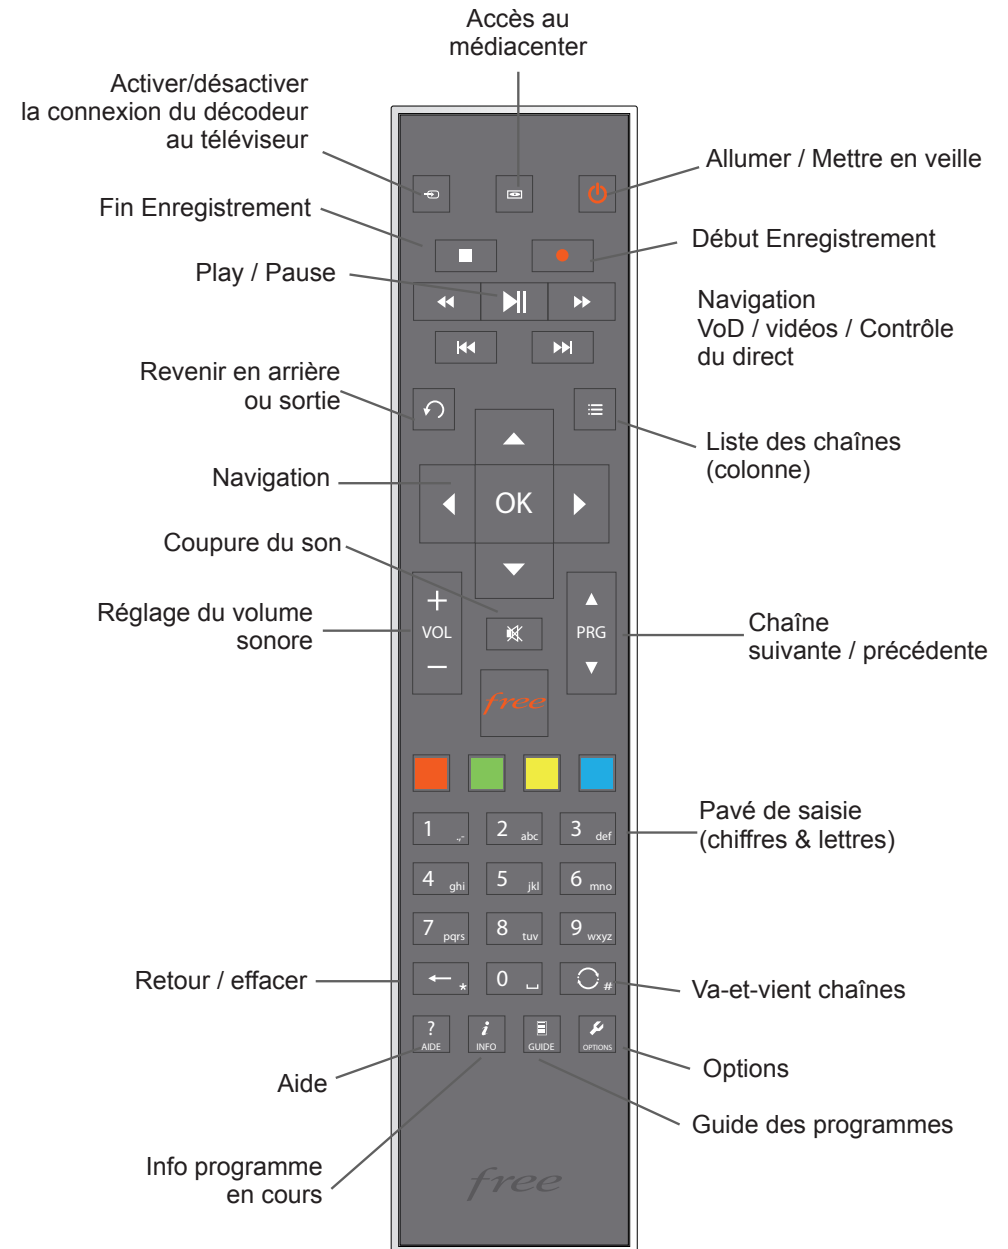 Accès au
médiacenter
Activer/désactiver
la connexion du décodeur
au téléviseur
Allumer / Mettre en veille
Fin Enregistrement
Début Enregistrement
Play / Pause
Navigation
VoD / vidéos / Contrôle
du direct
Revenir en arrière
ou sortie
Liste des chaînes
(colonne)
Navigation
OK
Coupure du son
Réglage du volume
sonore
+
VOL
—
PRG
Chaîne
suivante / précédente
free
Pavé de saisie
(chiffres & lettres)
1 .,-
2 abc
3 def
4 ghi
5 jkl
6 mno
7 pqrs
8 tuv
9 wxyz
Retour / effacer
← *
0 ⎵
#
Va-et-vient chaînes
? AIDE
i INFO
GUIDE
OPTIONS
Aide
Options
Guide des programmes
Info programme
en cours
free